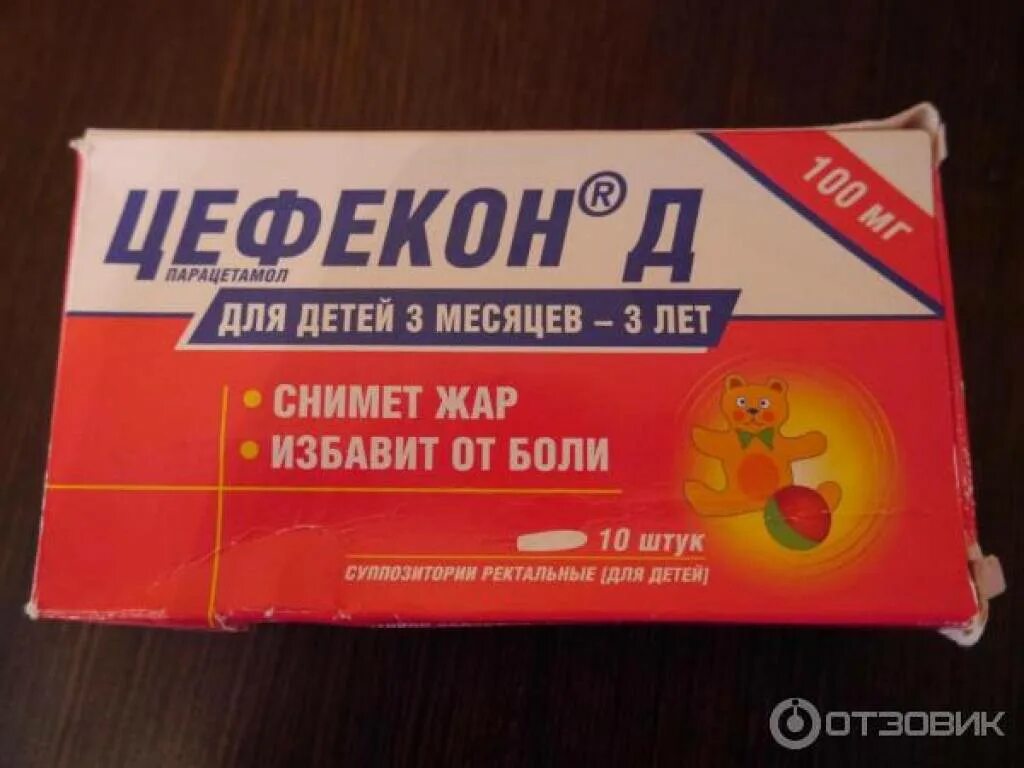 ЦЕФЕКОН® Д
ПАРАЦЕТАМОЛ
100 МГ
ДЛЯ ДЕТЕЙ 3 МЕСЯЦЕВ – 3 ЛЕТ
• СНИМЕТ ЖАР
• ИЗБАВИТ ОТ БОЛИ
10 штук
СУППОЗИТОРИИ РЕКТАЛЬНЫЕ [ДЛЯ ДЕТЕЙ]
ОТЗОВИК